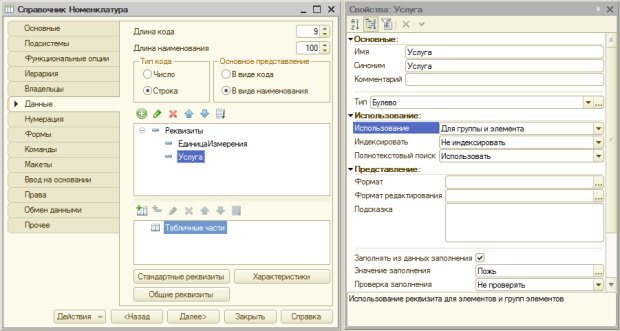 Справочник Номенклатура
Основные
Подсистемы
Функциональные опции
Иерархия
Владельцы
Данные
Нумерация
Формы
Команды
Макеты
Ввод на основании
Права
Обмен данными
Прочее
Длина кода
9
Длина наименования
100
Тип кода
Число
Строка
Основное представление
В виде кода
В виде наименования
Реквизиты
ЕдиницаИзмерения
Услуга
Табличные части
Стандартные реквизиты
Характеристики
Общие реквизиты
Действия
<Назад
Далее>
Закрыть
Справка
Свойства: Услуга
Основные:
Имя
Услуга
Синоним
Услуга
Комментарий
Тип
Булево
Использование:
Использование
Для группы и элемента
Индексировать
Не индексировать
Полнотекстовый поиск
Использовать
Представление:
Формат
Формат редактирования
Подсказка
Заполнять из данных заполнения
Значение заполнения
Ложь
Проверка заполнения
Не проверять
Использование реквизита для элементов и групп элементов